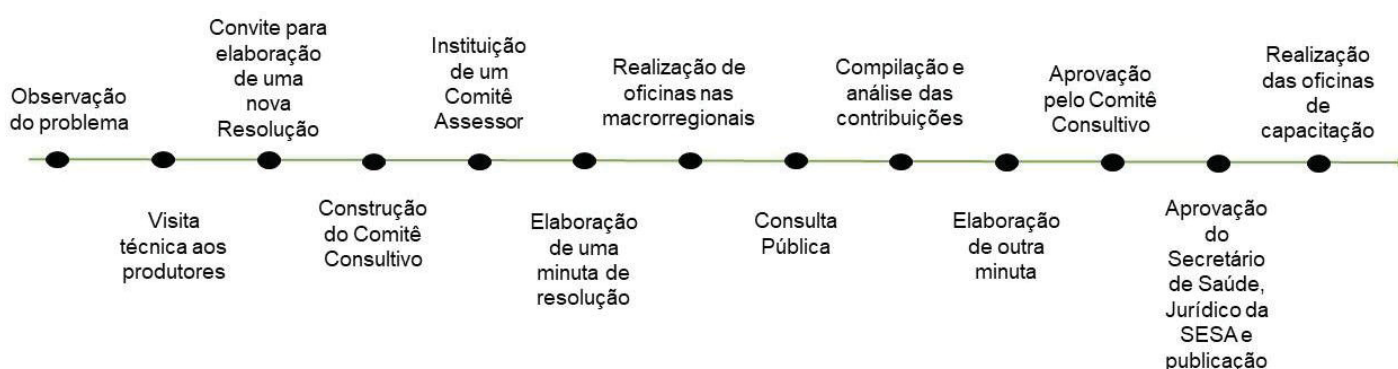 Observação
do problema
Visita
técnica aos
produtores
Convite para
elaboração
de uma
nova
Resolução
Construção
do Comitê
Consultivo
Instituição
de um
Comitê
Assessor
Elaboração
de uma
minuta de
resolução
Realização de
oficinas nas
macrorregionais
Consulta
Pública
Compilação e
análise das
contribuições
Elaboração
de outra
minuta
Aprovação
pelo Comitê
Consultivo
Aprovação
do
Secretário
de Saúde,
Jurídico da
SESA e
publicação
Realização
das oficinas
de
capacitação